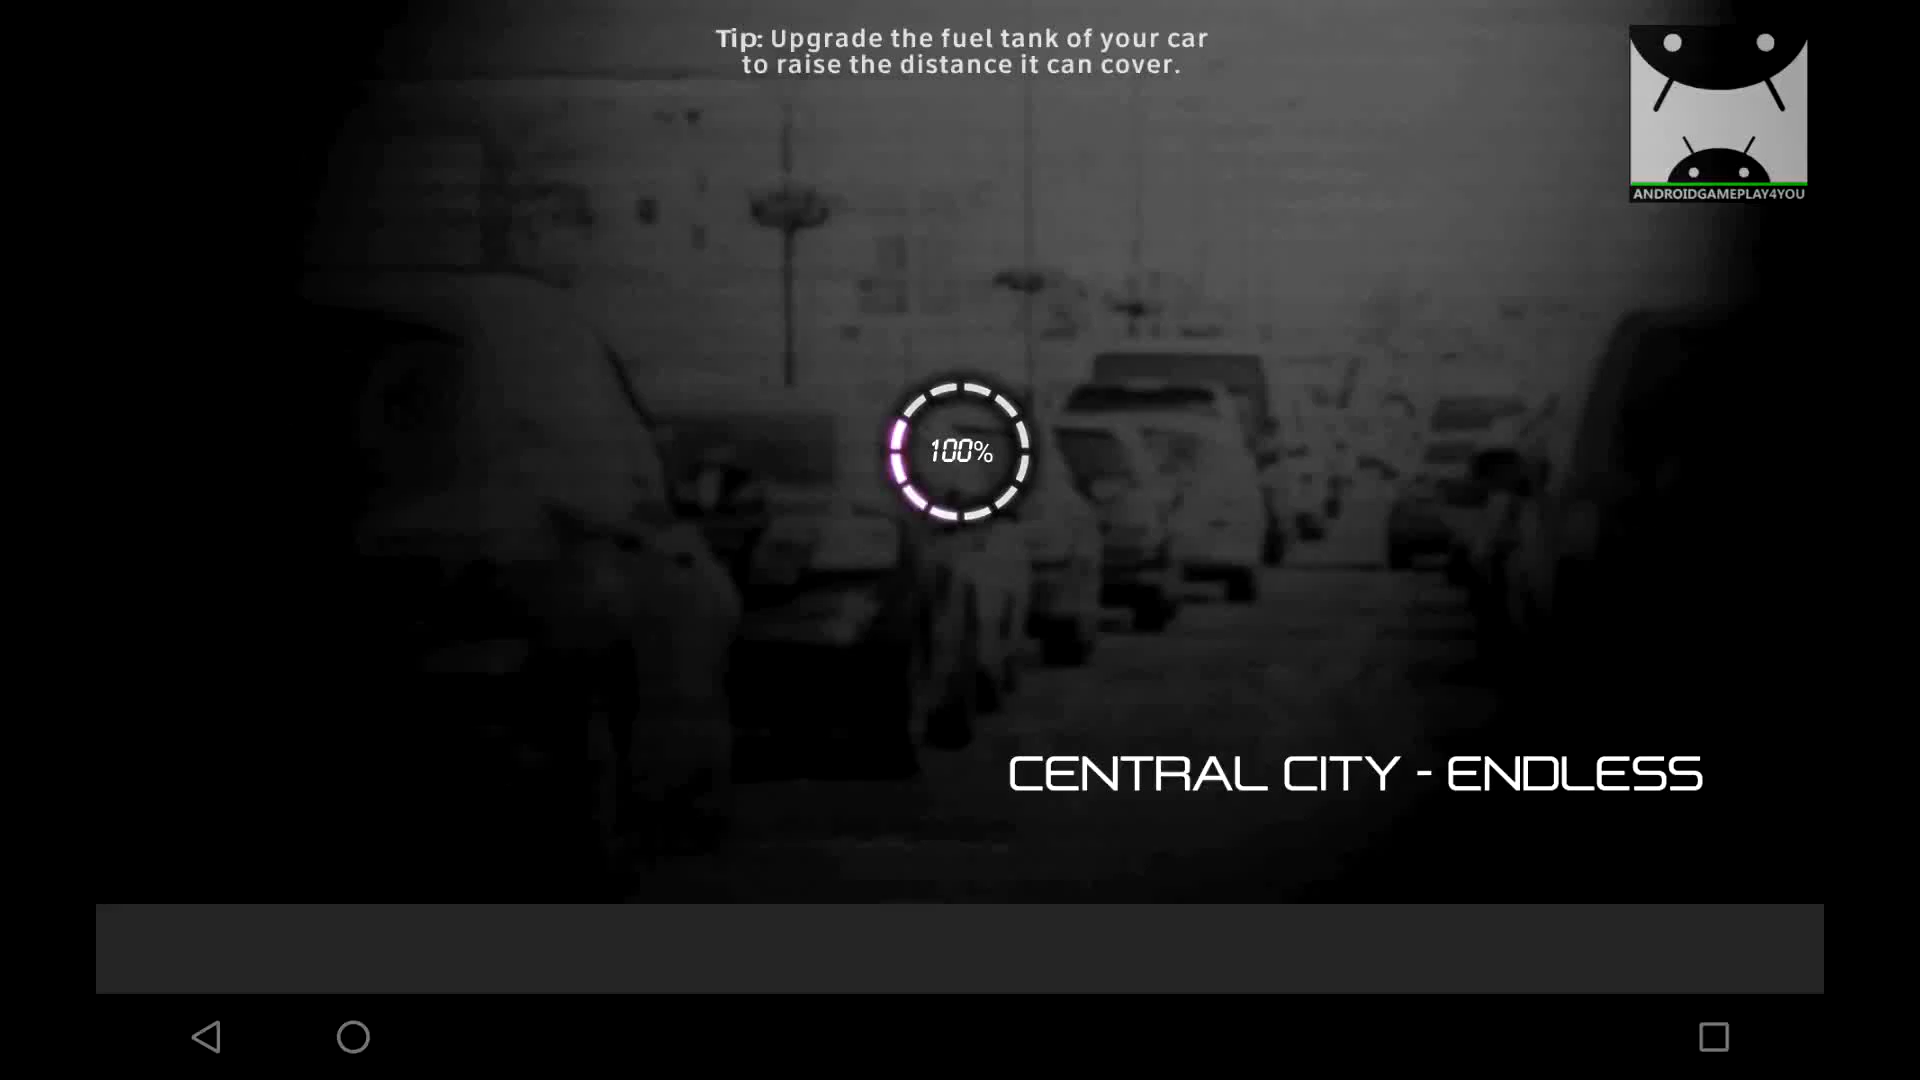 Tip: Upgrade the fuel tank of your car
to raise the distance it can cover.
ANDROIDGAMEPLAY4YOU
100%
CENTRAL CITY - ENDLESS